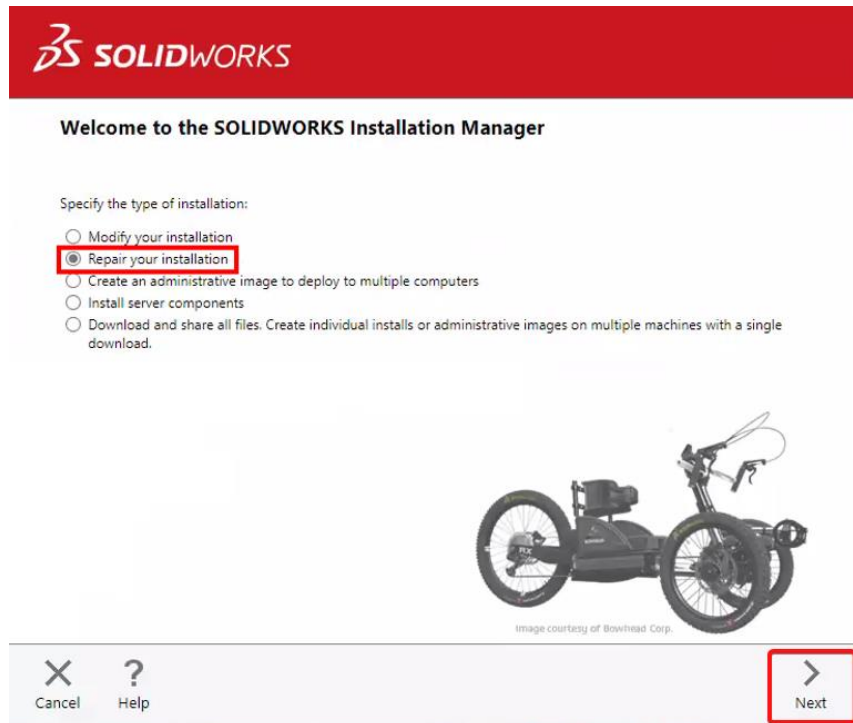 SOLIDWORKS
Welcome to the SOLIDWORKS Installation Manager
Specify the type of installation:
Modify your installation
Repair your installation
Create an administrative image to deploy to multiple computers
Install server components
Download and share all files. Create individual installs or administrative images on multiple machines with a single
download.
RX
Image courtesy of Bowhead Corp.
?
Cancel
Help
Next